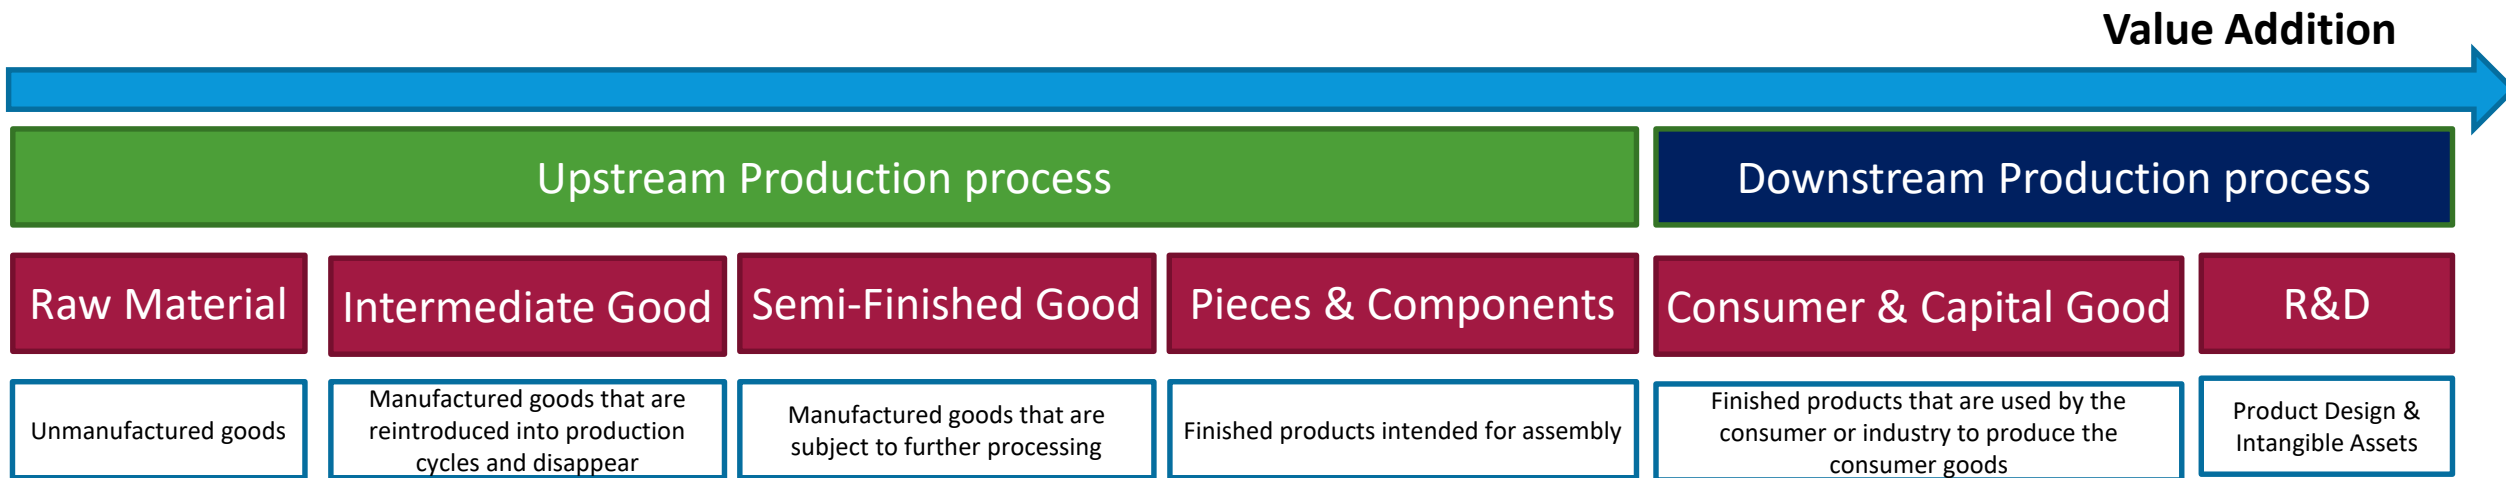 Value Addition
Upstream Production process
Downstream Production process
Raw Material
Intermediate Good
Semi-Finished Good
Pieces & Components
Consumer & Capital Good
R&D
Unmanufactured goods
Manufactured goods that are
reintroduced into production
cycles and disappear
Manufactured goods that are
subject to further processing
Finished products intended for assembly
Finished products that are used by the
consumer or industry to produce the
consumer goods
Product Design &
Intangible Assets